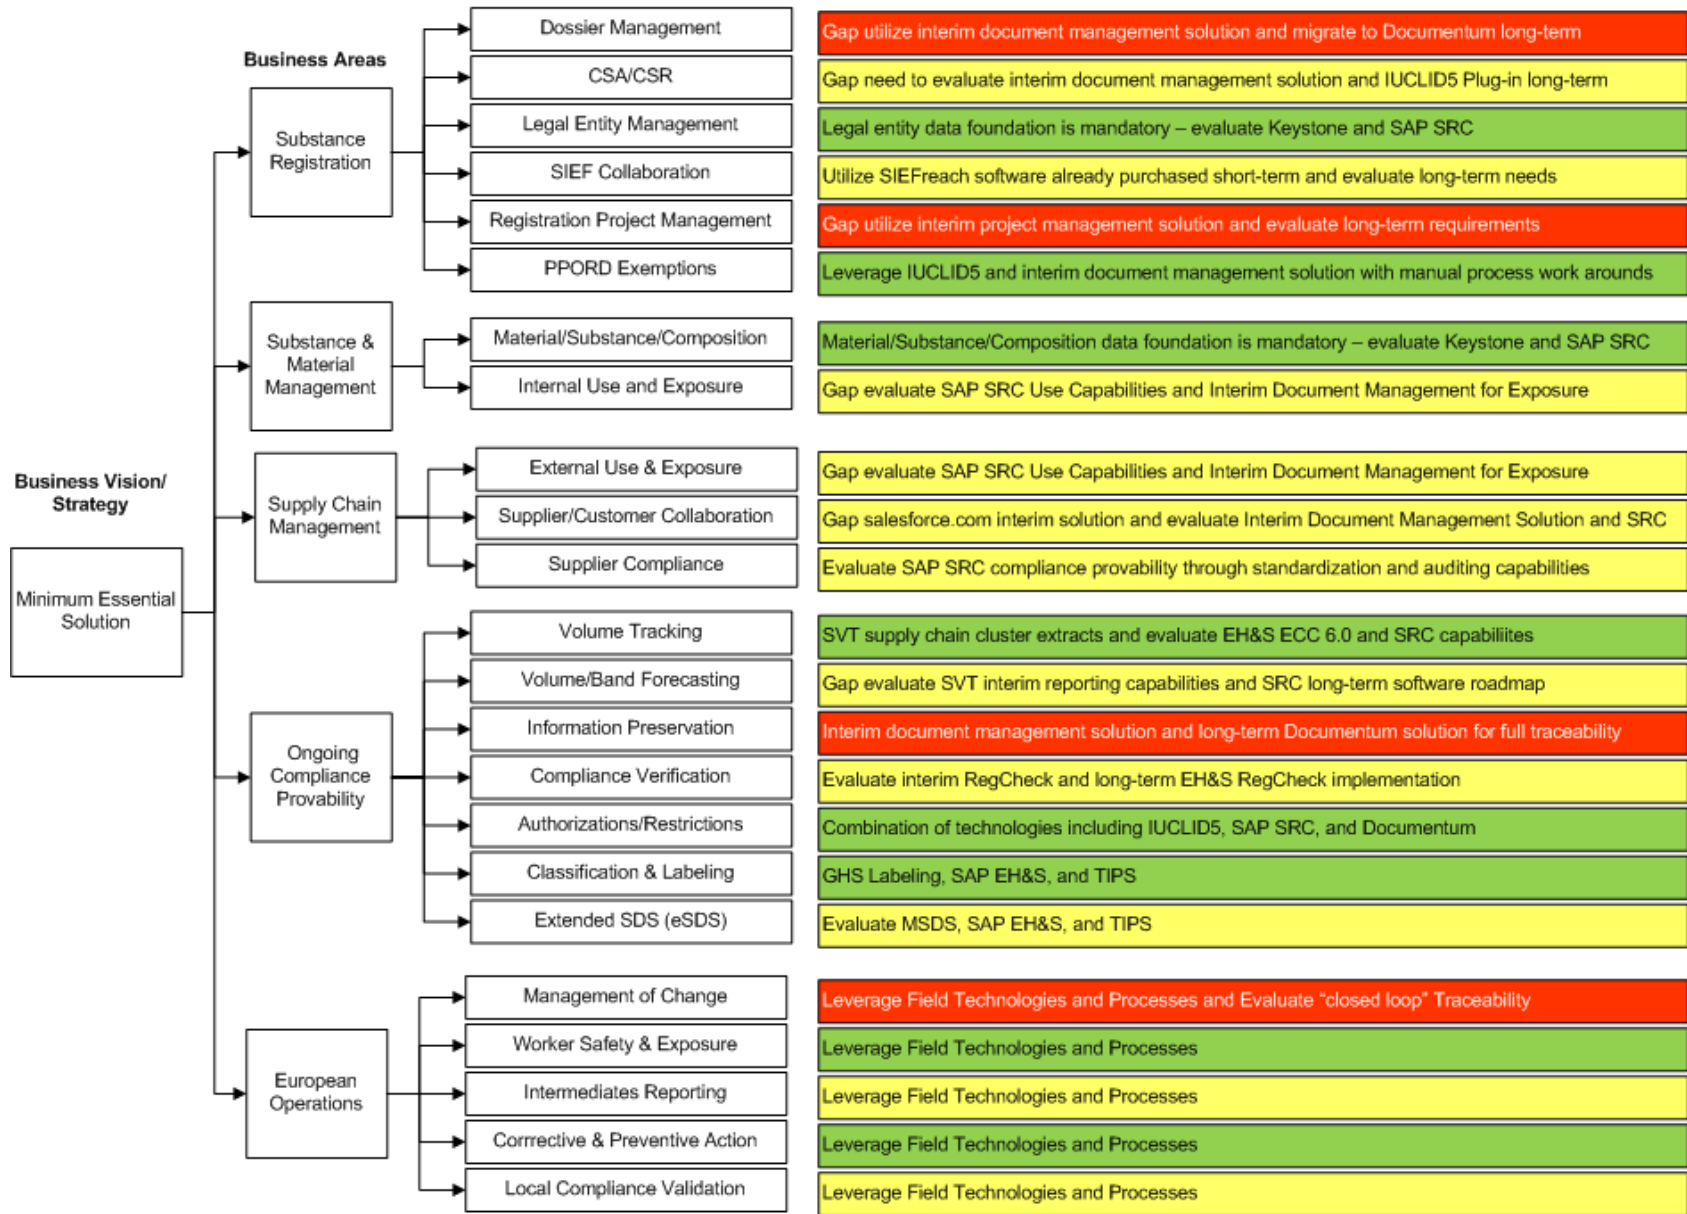 Business Areas
Business Vision/
Strategy
Minimum Essential
Solution
Substance
Registration
Dossier Management
Gap utilize interim document management solution and migrate to Documentum long-term
CSA/CSR
Gap need to evaluate interim document management solution and IUCLID5 Plug-in long-term
Legal Entity Management
Legal entity data foundation is mandatory – evaluate Keystone and SAP SRC
SIEF Collaboration
Utilize SIEFreach software already purchased short-term and evaluate long-term needs
Registration Project Management
Gap utilize interim project management solution and evaluate long-term requirements
PPORD Exemptions
Leverage IUCLID5 and interim document management solution with manual process work arounds
Substance &
Material
Management
Material/Substance/Composition
Material/Substance/Composition data foundation is mandatory – evaluate Keystone and SAP SRC
Internal Use and Exposure
Gap evaluate SAP SRC Use Capabilities and Interim Document Management for Exposure
Supply Chain
Management
External Use & Exposure
Gap evaluate SAP SRC Use Capabilities and Interim Document Management for Exposure
Supplier/Customer Collaboration
Gap salesforce.com interim solution and evaluate Interim Document Management Solution and SRC
Supplier Compliance
Evaluate SAP SRC compliance provability through standardization and auditing capabilities
Ongoing
Compliance
Provability
Volume Tracking
SVT supply chain cluster extracts and evaluate EH&S ECC 6.0 and SRC capabiliites
Volume/Band Forecasting
Gap evaluate SVT interim reporting capabilities and SRC long-term software roadmap
Information Preservation
Interim document management solution and long-term Documentum solution for full traceability
Compliance Verification
Evaluate interim RegCheck and long-term EH&S RegCheck implementation
Authorizations/Restrictions
Combination of technologies including IUCLID5, SAP SRC, and Documentum
Classification & Labeling
GHS Labeling, SAP EH&S, and TIPS
Extended SDS (eSDS)
Evaluate MSDS, SAP EH&S, and TIPS
European
Operations
Management of Change
Leverage Field Technologies and Processes and Evaluate “closed loop” Traceability
Worker Safety & Exposure
Leverage Field Technologies and Processes
Intermediates Reporting
Leverage Field Technologies and Processes
Corrrective & Preventive Action
Leverage Field Technologies and Processes
Local Compliance Validation
Leverage Field Technologies and Processes